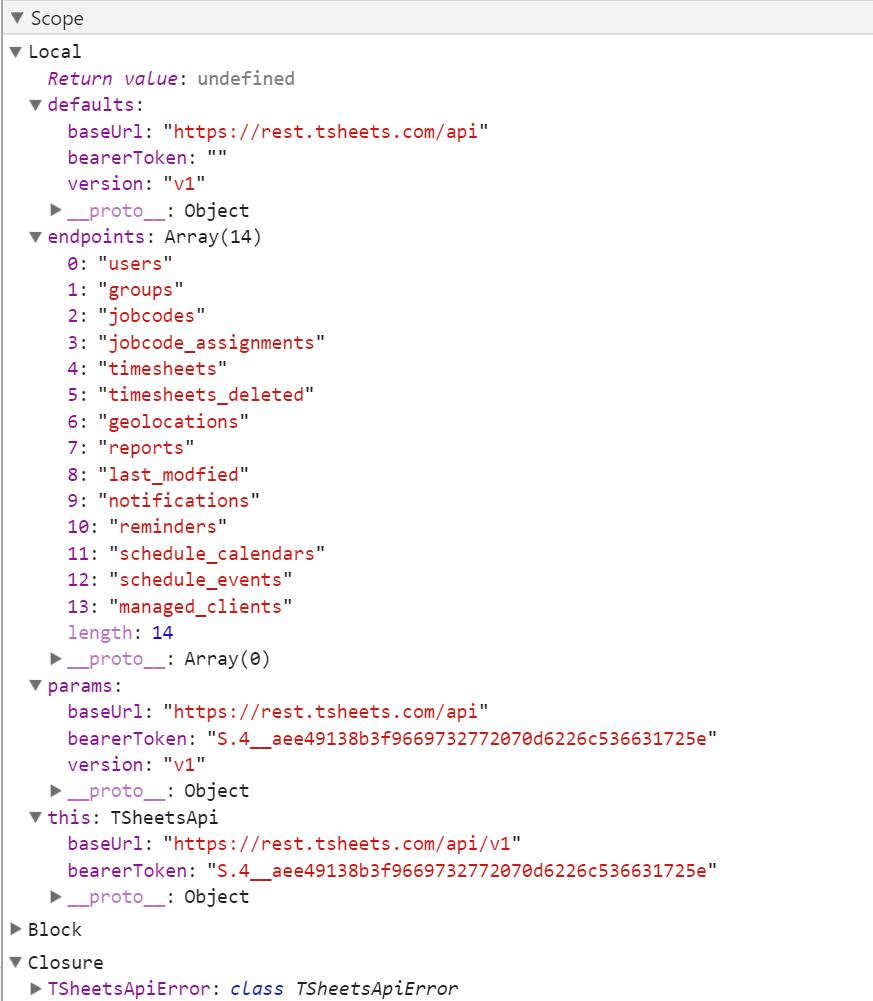 Scope
Local
Return value: undefined
defaults:
baseUrl: "https://rest.tsheets.com/api"
bearerToken: ""
version: "v1"
__proto__: Object
endpoints: Array(14)
0: "users"
1: "groups"
2: "jobcodes"
3: "jobcode_assignments"
4: "timesheets"
5: "timesheets_deleted"
6: "geolocations"
7: "reports"
8: "last_modfied"
9: "notifications"
10: "reminders"
11: "schedule_calendars"
12: "schedule_events"
13: "managed_clients"
length: 14
__proto__: Array(0)
params:
baseUrl: "https://rest.tsheets.com/api"
bearerToken: "S.4__aee49138b3f9669732772070d6226c536631725e"
version: "v1"
__proto__: Object
this: TSheetsApi
baseUrl: "https://rest.tsheets.com/api/v1"
bearerToken: "S.4__aee49138b3f9669732772070d6226c536631725e"
__proto__: Object
Block
Closure
TSheetsApiError: class TSheetsApiError